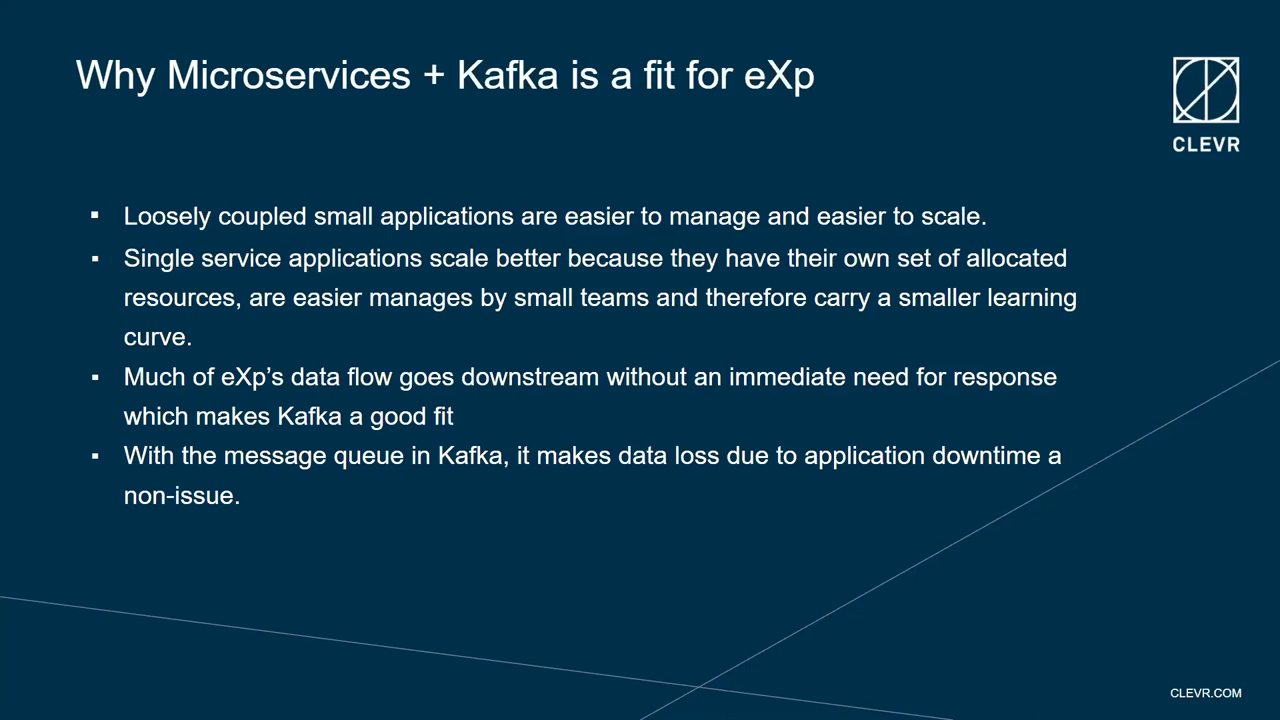 Why Microservices + Kafka is a fit for eXp
CLEVR
▪ Loosely coupled small applications are easier to manage and easier to scale.
▪ Single service applications scale better because they have their own set of allocated
resources, are easier manages by small teams and therefore carry a smaller learning
curve.
▪ Much of eXp’s data flow goes downstream without an immediate need for response
which makes Kafka a good fit
▪ With the message queue in Kafka, it makes data loss due to application downtime a
non-issue.
CLEVR.COM